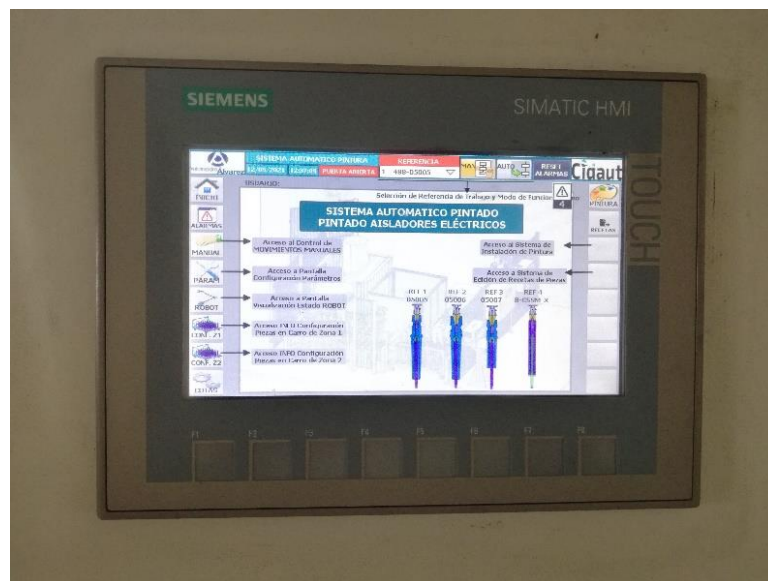 SIEMENS
SIMATIC HMI
TOUCH
SISTEMA AUTOMATICO PINTURA
REFERENCIA
AUTO
RESET
ALARMAS
Cidaut
Alvarez
PUERTA ABIERTA
USUARIO:
Selección de Referencia de Trabajo y Modo de
4
SISTEMA AUTOMATICO PINTADO
PINTADO AISLADORES ELÉCTRICOS
PINTURA
RECETAS
ALARMAS
MANUAL
Acceso al Control de
MOVIMIENTOS MANUALES
Acceso al Sistema de
Instalación de Pintura
PARAM
Acceso a Pantalla
Configuración Parámetros
Acceso a Sistema de
Edición de Recetas de Piezas
ROBOT
Acceso a Pantalla
Visualización Estado ROBOT
REF 1
REF 2
REF 3
REF 4
05005
05006
05007
CONF. Z1
Acceso INFO Configuración
Piezas en Carro de Zona 1
CONF. Z2
Acceso INFO Configuración
Piezas en Carro de Zona 2
F1
F2
F3
F4
F5
F6
F7
F8